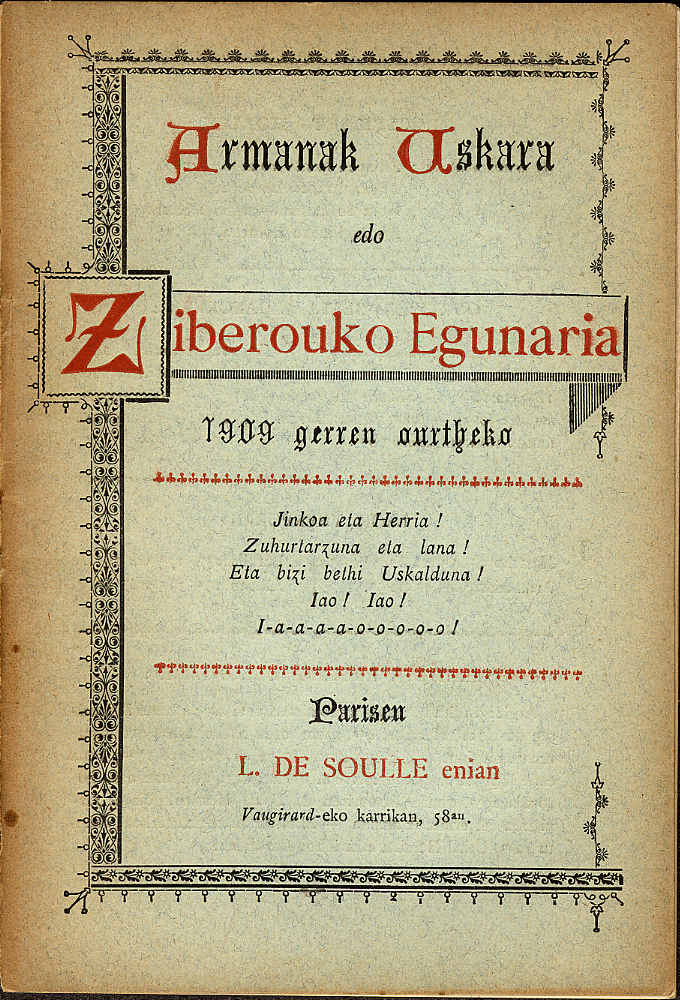 Armanak Uskara
edo
Ziberouko Egunaria
1909 gerren ourtheko
Jinkoa eta Herria !
Zuhurtarzuna eta lana !
Eta bizi bethi Uskalduna !
Iao ! Iao !
I-a-a-a-a-o-o-o-o-o !
Parisen
L. DE SOULLE enian
Vaugirard-eko karrikan, 58an.